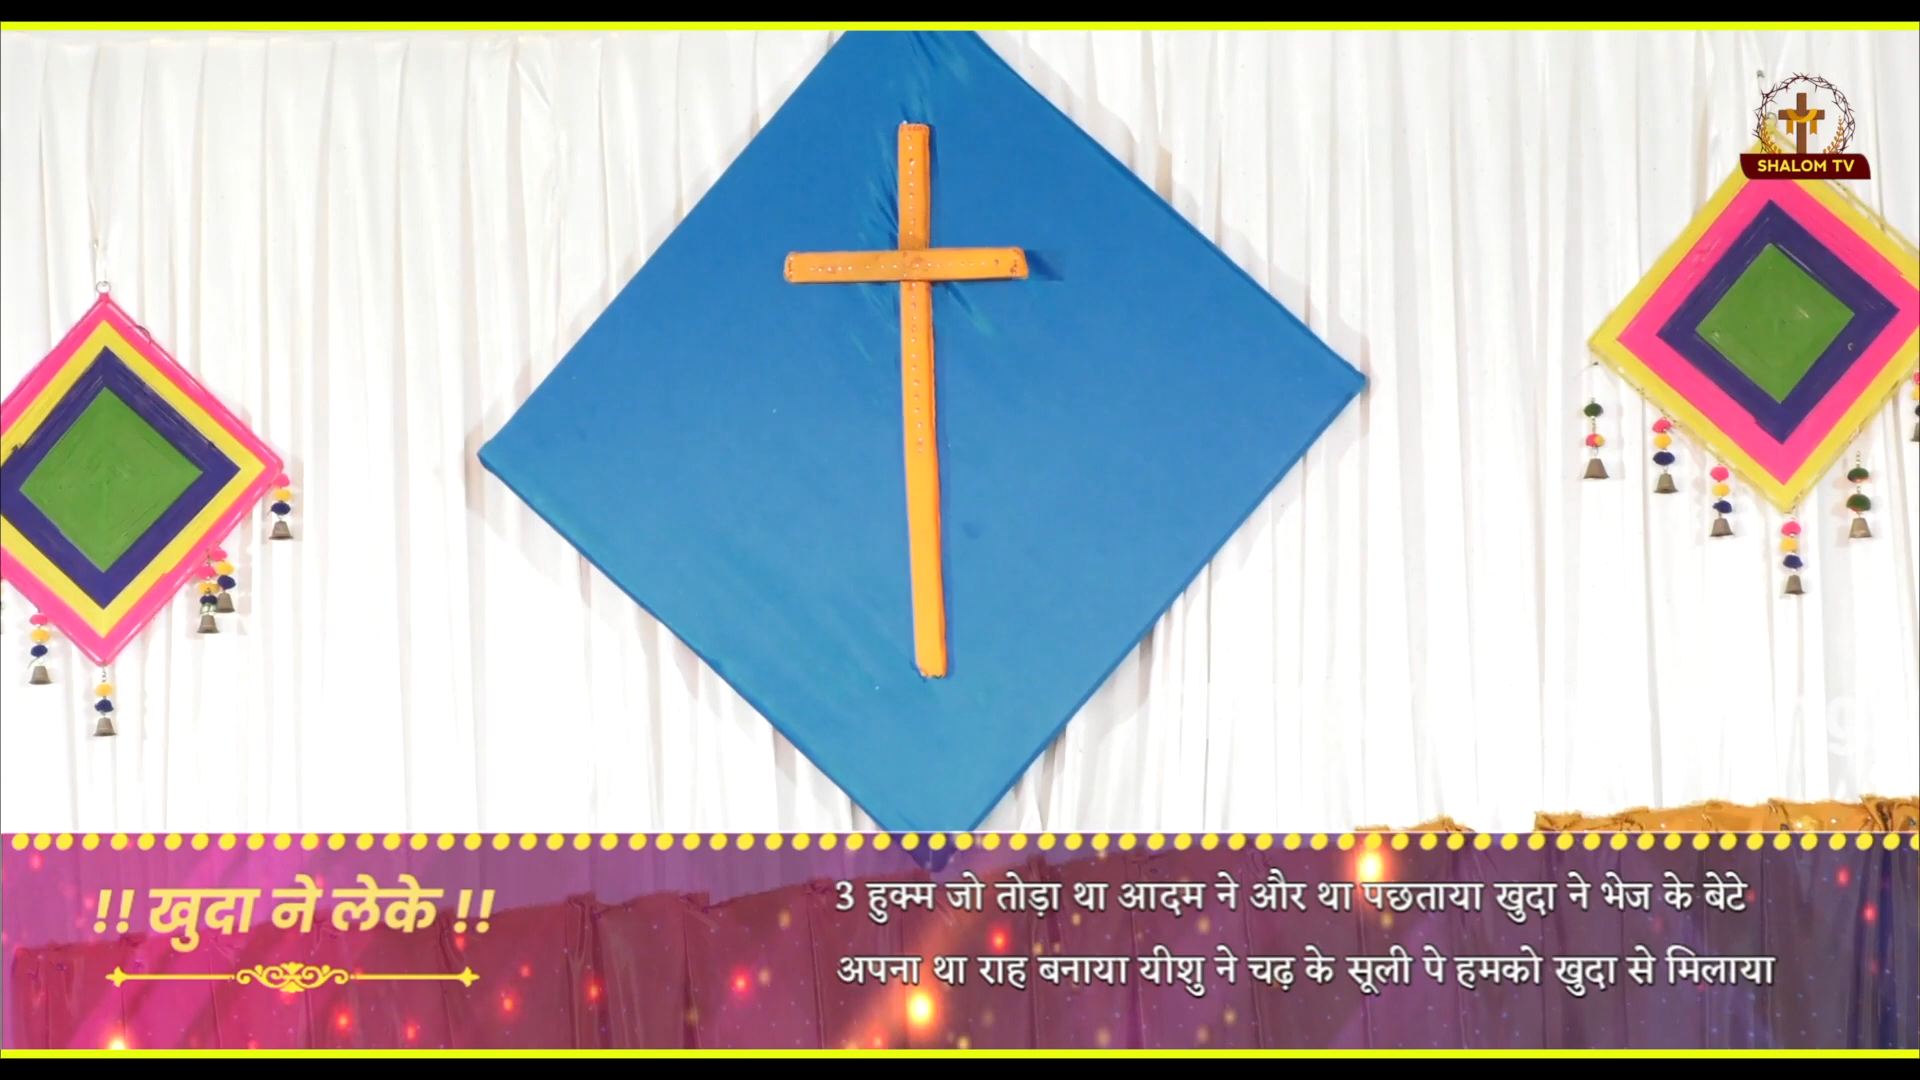 SHALOM TV
!! खुदा ने लेके !!
3 हुक्म जो तोड़ा था आदम ने और था पछताया खुदा ने भेज के बेटे
अपना था राह बनाया यीशु ने चढ़ के सूली पे हमको खुदा से मिलाया